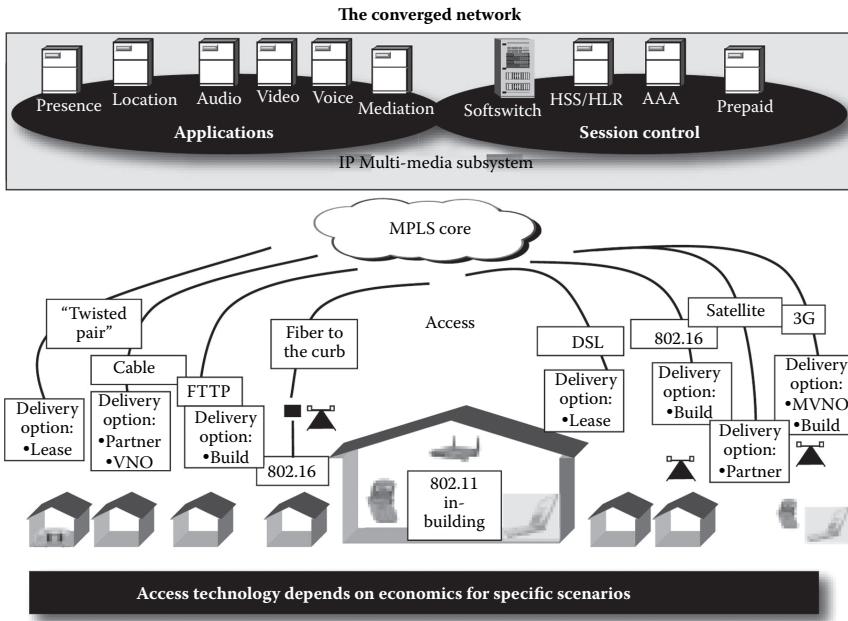 The converged network
Presence
Location
Audio
Video
Voice
Mediation
Softswitch
HSS/HLR
AAA
Prepaid
Applications
Session control
IP Multi-media subsystem
MPLS core
Access
“Twisted
pair”
Delivery
option:
•Lease
Cable
Delivery
option:
•Partner
•VNO
FTTP
Delivery
option:
•Build
Fiber to
the curb
802.16
802.11
in-
building
DSL
Delivery
option:
•Lease
802.16
Delivery
option:
•Build
Satellite
Delivery
option:
•Partner
3G
Delivery
option:
•MVNO
•Build
Access technology depends on economics for specific scenarios